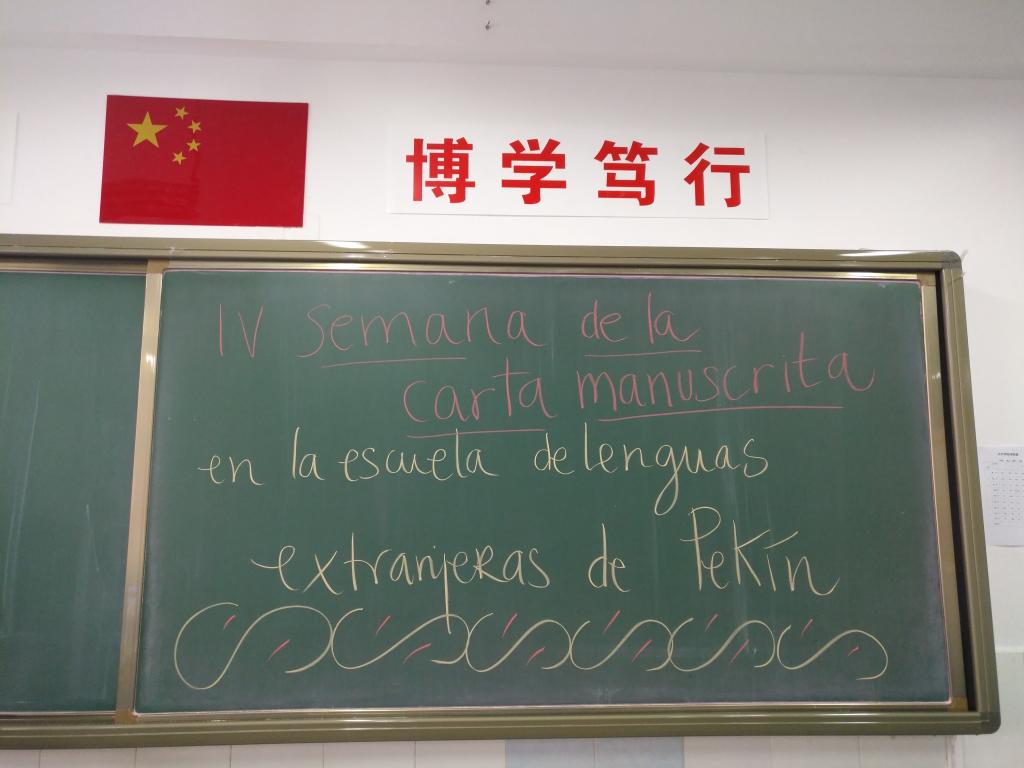 博学笃行
IV semana de la
carta manuscrita
en la escuela de lenguas
extranjeras de Pekín